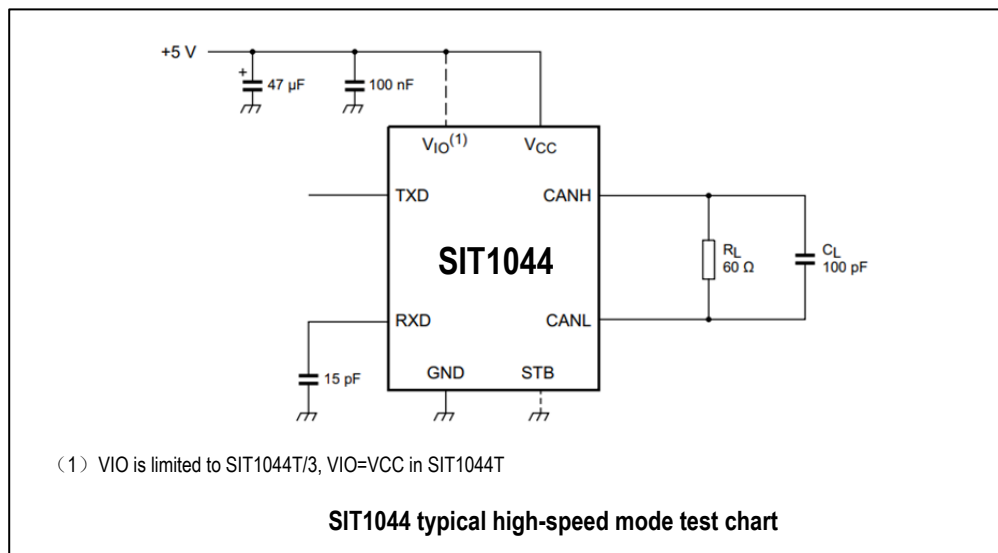 +5 V
+
47 µF
100 nF
VIO(1)
VCC
TXD
CANH
SIT1044
RL
60 Ω
CL
100 pF
RXD
CANL
15 pF
GND
STB
（1）VIO is limited to SIT1044T/3, VIO=VCC in SIT1044T
SIT1044 typical high-speed mode test chart